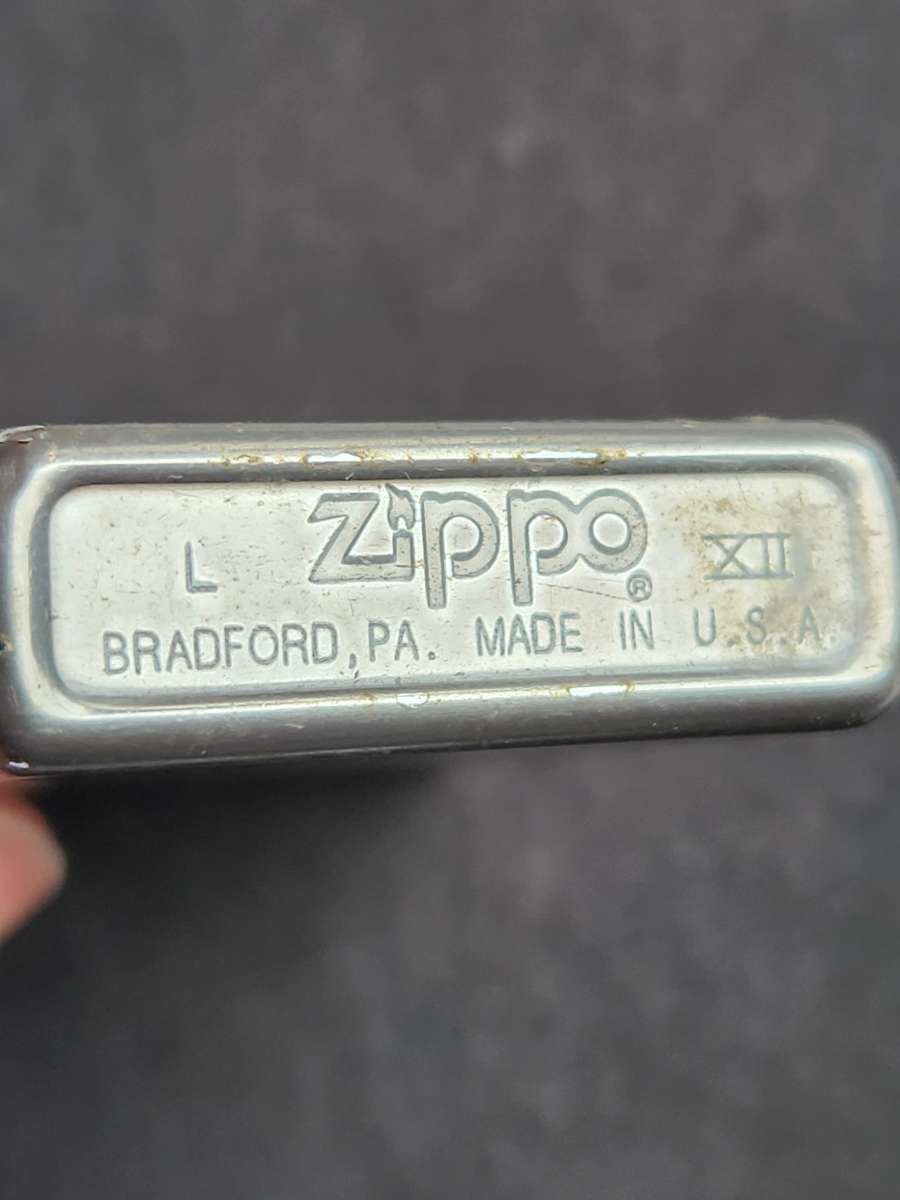 L zippo ® XII
BRADFORD, PA. MADE IN U.S.A.